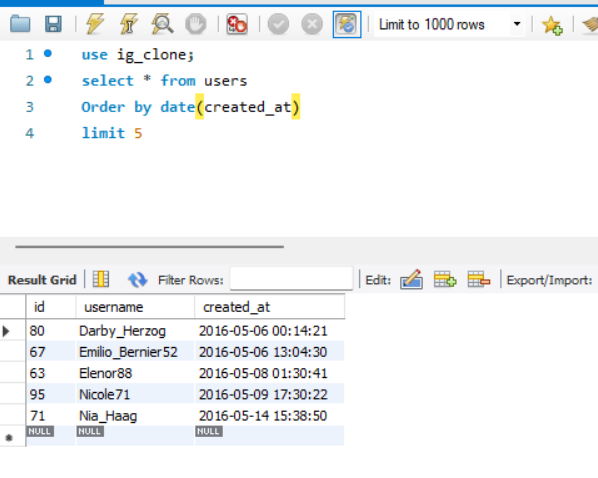 Limit to 1000 rows
1 use ig_clone;
2 select * from users
3 Order by date(created_at)
4 limit 5
Result Grid Filter Rows: Edit: Export/Import:
id username created_at
80 Darby_Herzog 2016-05-06 00:14:21
67 Emilio_Bernier52 2016-05-06 13:04:30
63 Elenor88 2016-05-08 01:30:41
95 Nicole71 2016-05-09 17:30:22
71 Nia_Haag 2016-05-14 15:38:50
NULL NULL NULL